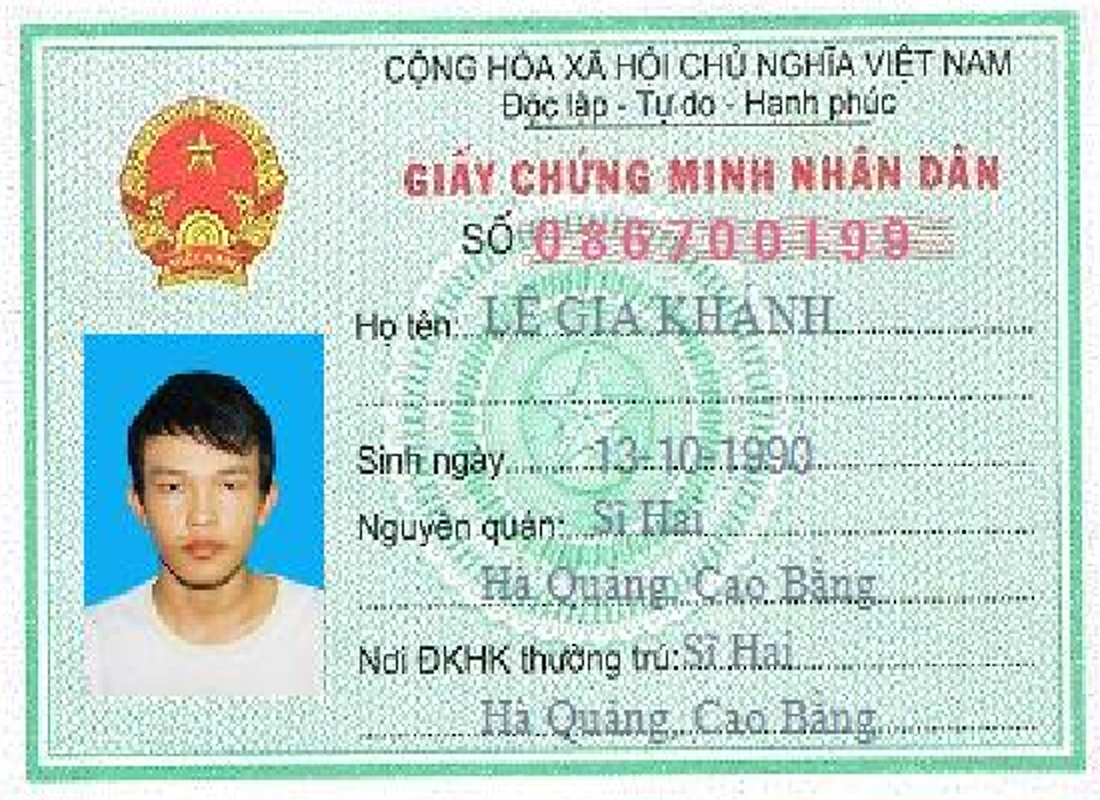 CỘNG HÒA XÃ HỘI CHỦ NGHĨA VIỆT NAM
Độc lập - Tự do - Hạnh phúc
GIẤY CHỨNG MINH NHÂN DÂN
SỐ 086700199
Họ tên: LÊ GIA KHÁNH
Sinh ngày 13-10-1990
Nguyên quán: Sĩ Hai
Hà Quảng, Cao Bằng
Nơi ĐKHK thường trú: Sĩ Hai
Hà Quảng, Cao Bằng